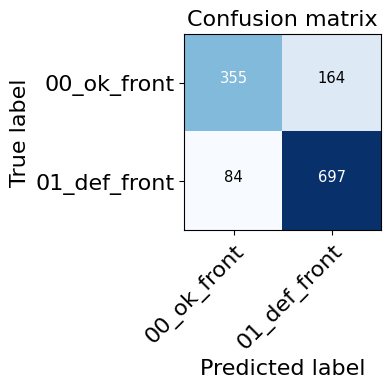 Confusion matrix
True label
00_ok_front
355 164
01_def_front
84 697
00_ok_front
01_def_front
Predicted label